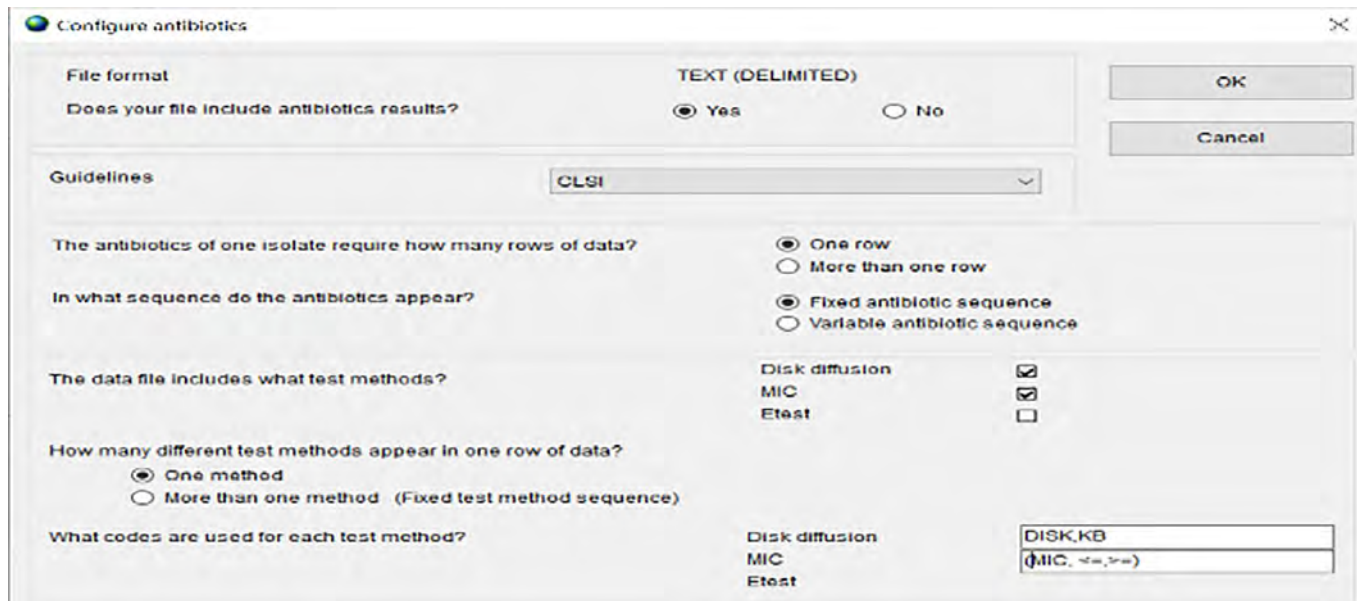 Configure antibiotics
File format TEXT (DELIMITED)
OK
Does your file include antibiotics results? Yes No
Cancel
Guidelines CLSI
The antibiotics of one isolate require how many rows of data? One row
More than one row
In what sequence do the antibiotics appear? Fixed antibiotic sequence
Variable antibiotic sequence
The data file includes what test methods? Disk diffusion
MIC
Etest
How many different test methods appear in one row of data?
One method
More than one method (Fixed test method sequence)
What codes are used for each test method? Disk diffusion DISK,KB
MIC (MIC, <=,>=)
Etest